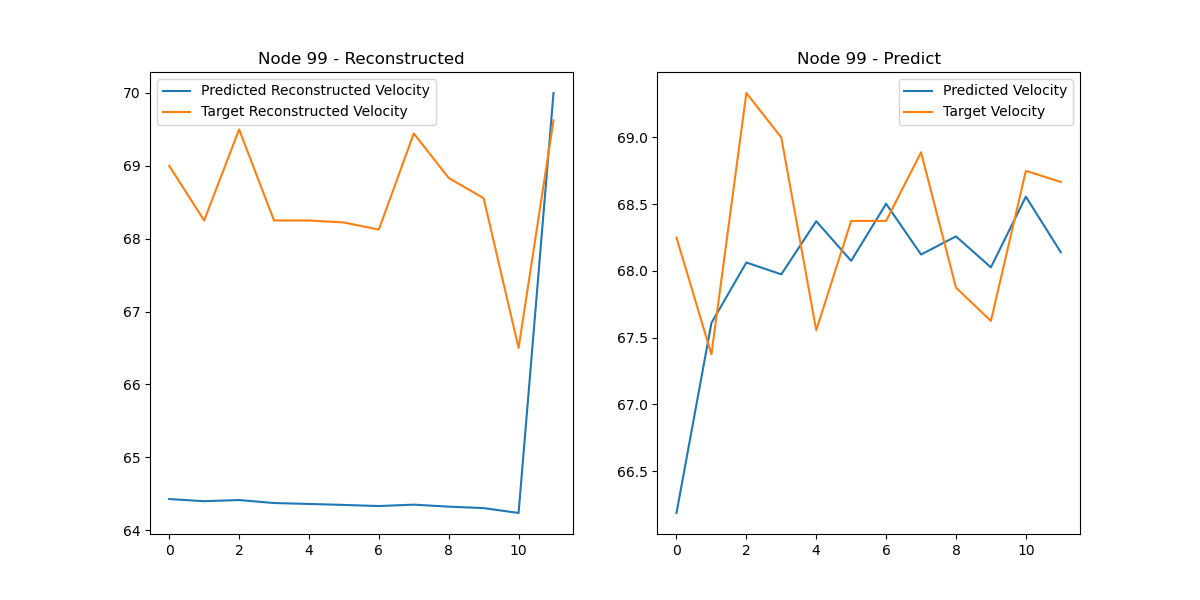 Node 99 - Reconstructed
Predicted Reconstructed Velocity
Target Reconstructed Velocity
70
69
68
67
66
65
64
0 2 4 6 8 10
Node 99 - Predict
Predicted Velocity
Target Velocity
69.0
68.5
68.0
67.5
67.0
66.5
0 2 4 6 8 10